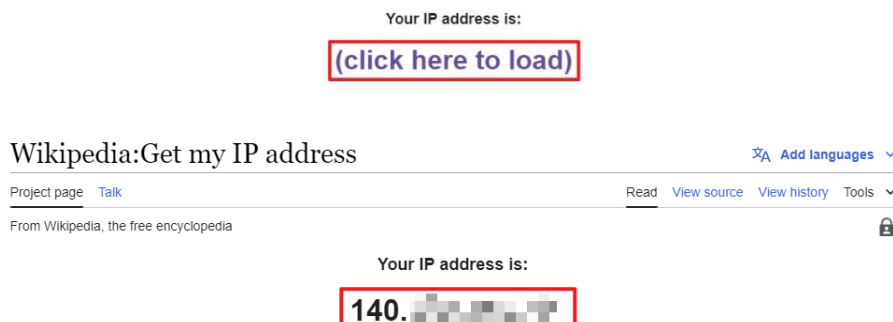 Your IP address is:
(click here to load)
Wikipedia:Get my IP address
Add languages
Project page Talk Read View source View history Tools
From Wikipedia, the free encyclopedia
Your IP address is:
140.